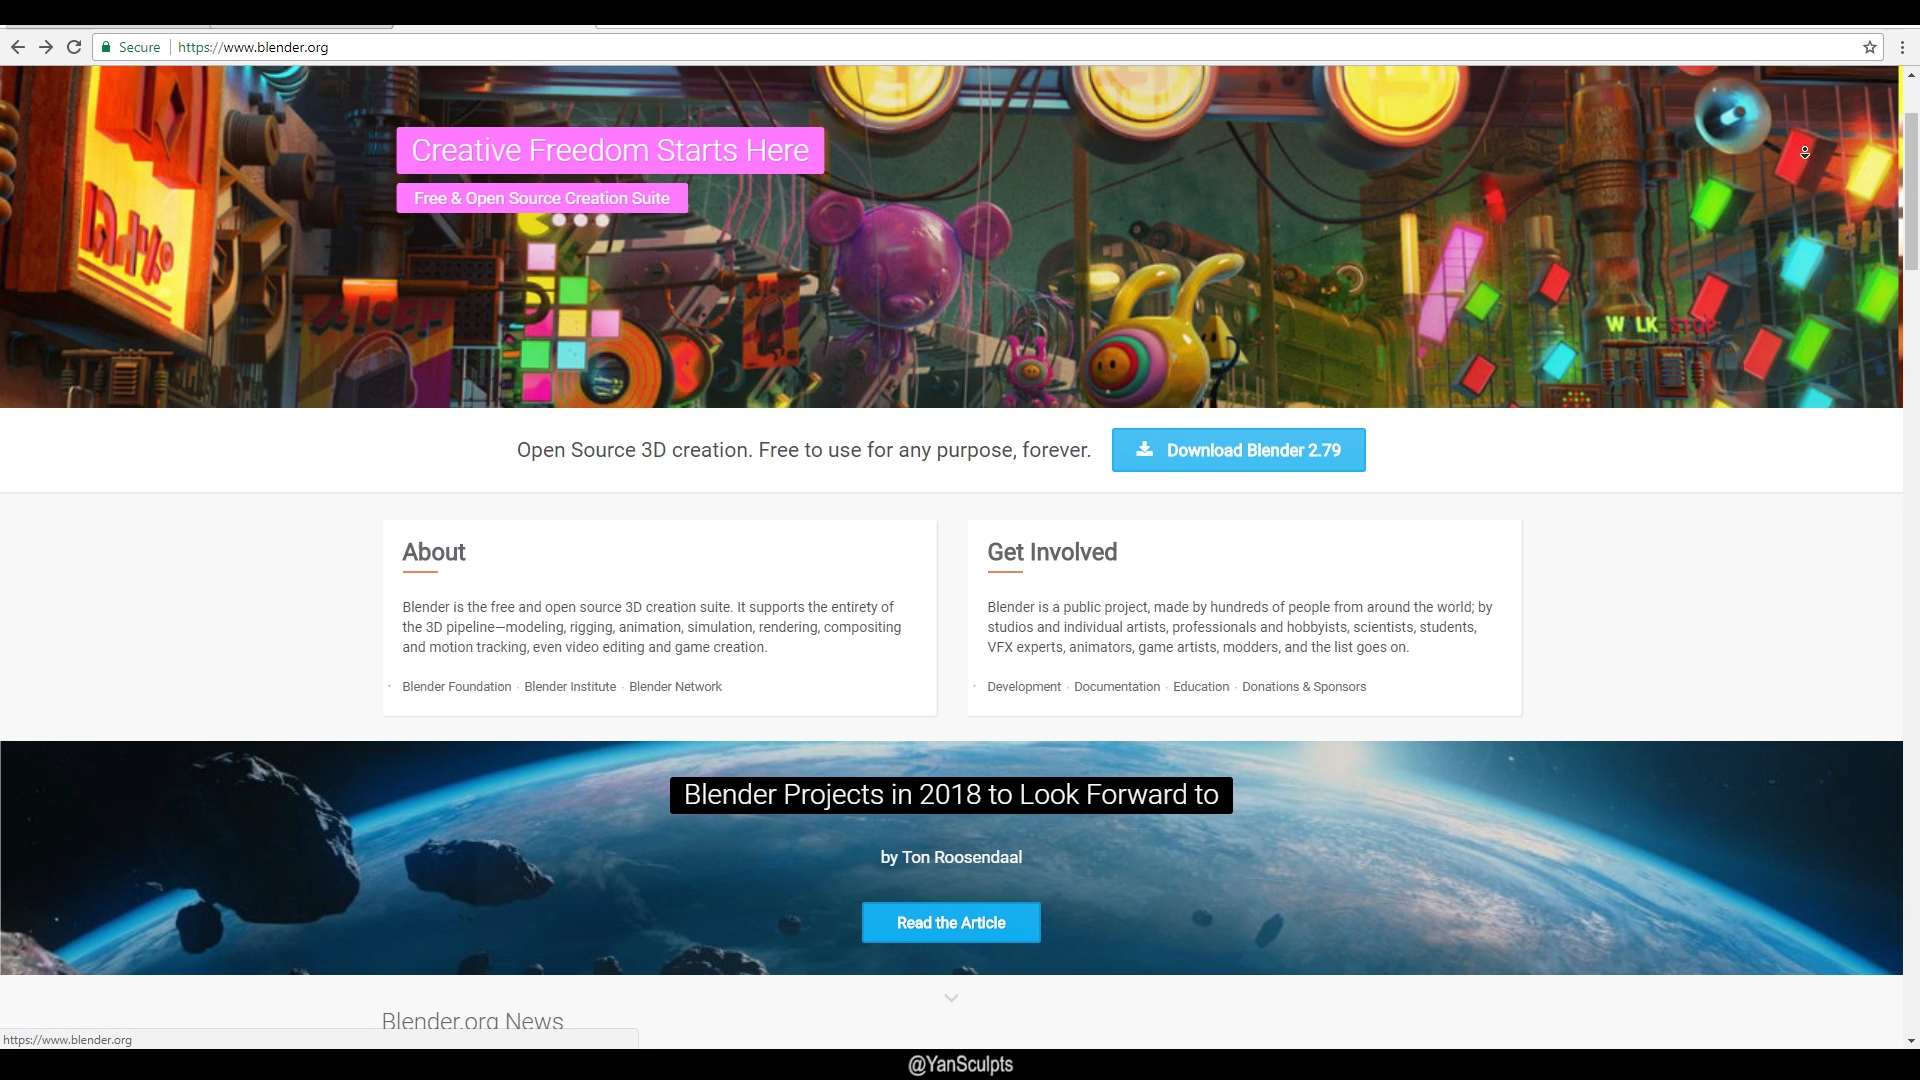 Secure
https://www.blender.org
Creative Freedom Starts Here
Free & Open Source Creation Suite
W LK STOP
Open Source 3D creation. Free to use for any purpose, forever.
Download Blender 2.79
About
Blender is the free and open source 3D creation suite. It supports the entirety of
the 3D pipeline—modeling, rigging, animation, simulation, rendering, compositing
and motion tracking, even video editing and game creation.
· Blender Foundation · Blender Institute · Blender Network
Get Involved
Blender is a public project, made by hundreds of people from around the world; by
studios and individual artists, professionals and hobbyists, scientists, students,
VFX experts, animators, game artists, modders, and the list goes on.
· Development · Documentation · Education · Donations & Sponsors
Blender Projects in 2018 to Look Forward to
by Ton Roosendaal
Read the Article
Blender.org News
https://www.blender.org
@YanSculpts